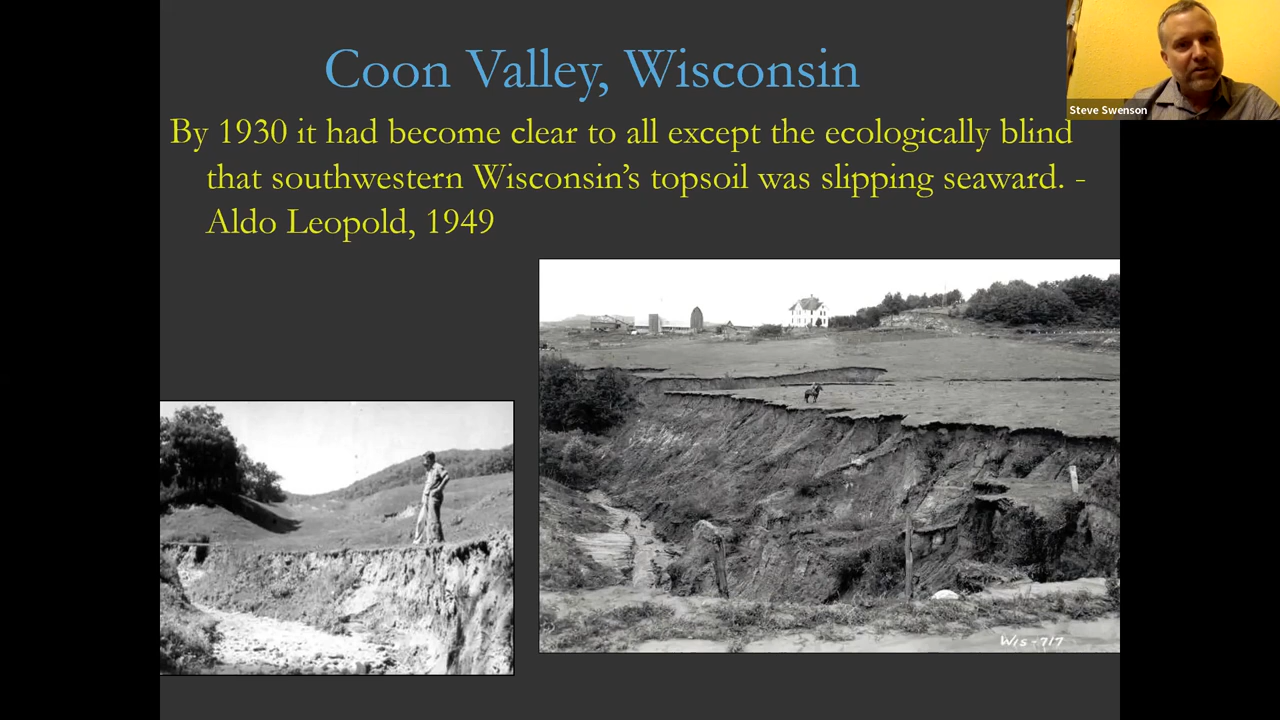 Coon Valley, Wisconsin
Steve Swenson
By 1930 it had become clear to all except the ecologically blind
that southwestern Wisconsin’s topsoil was slipping seaward. -
Aldo Leopold, 1949
Wis-717